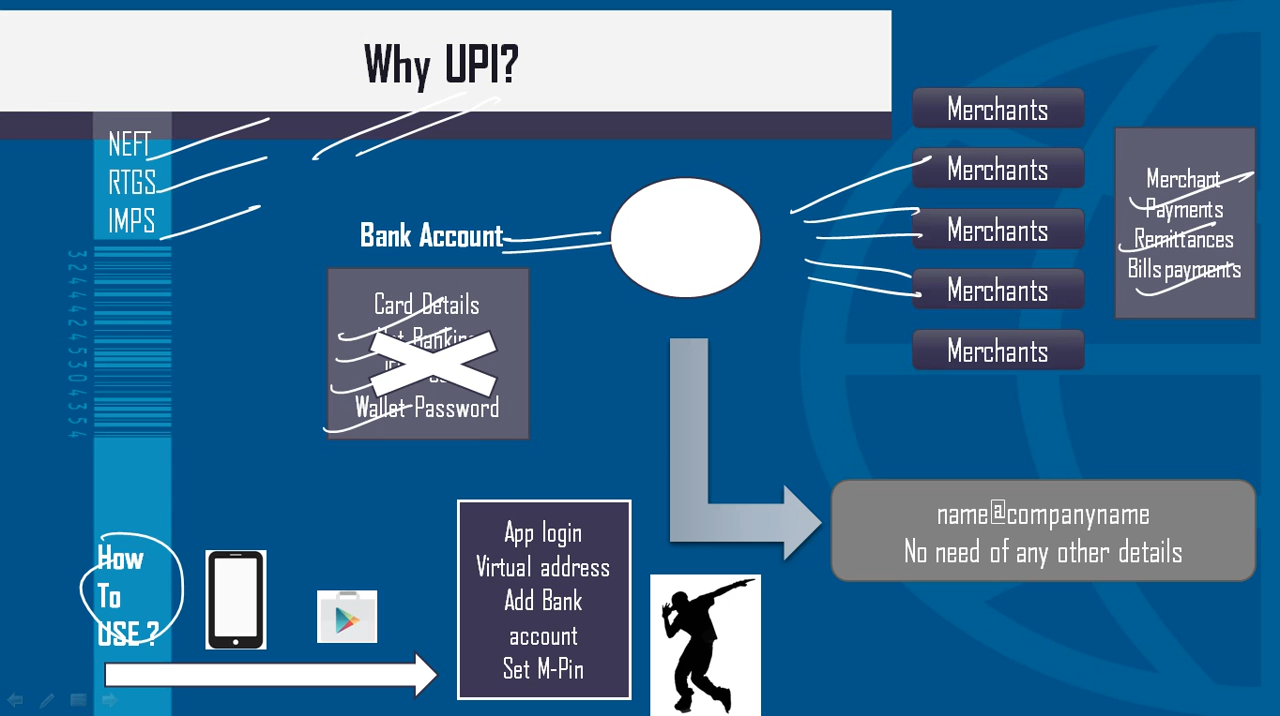 Why UPI?
NEFT
RTGS
IMPS
32444245304354
Bank Account
Card Details
Banking
Wallet Password
Merchants
Merchants
Merchants
Merchants
Merchants
Merchant
Payments
Remittances
Bills payments
name@companyname
No need of any other details
How
To
USE ?
App login
Virtual address
Add Bank
account
Set M-Pin